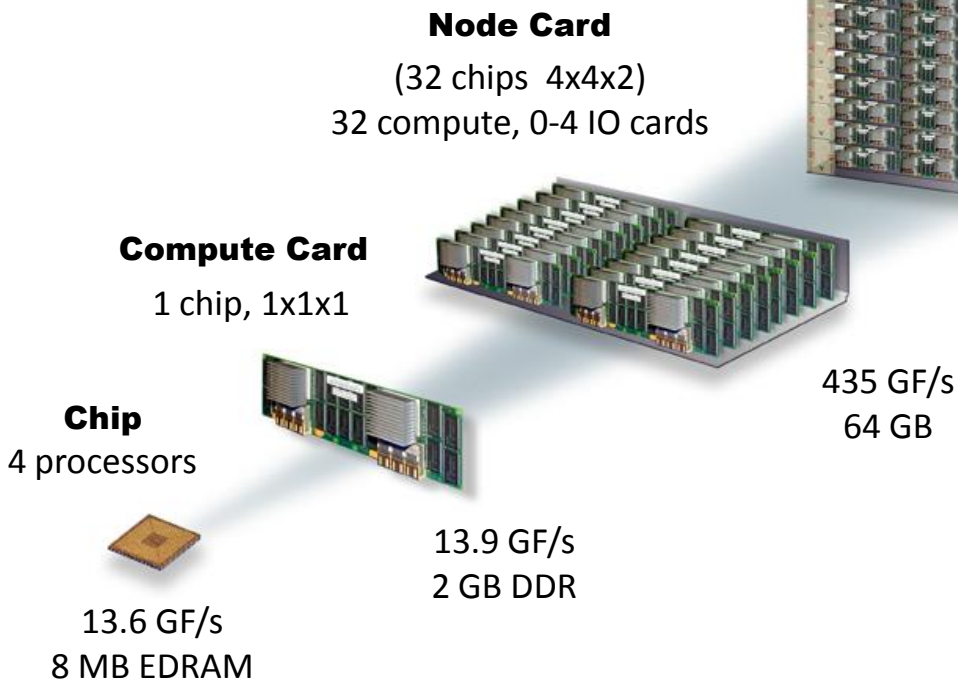 Node Card
(32 chips 4x4x2)
32 compute, 0-4 IO cards
Compute Card
1 chip, 1x1x1
435 GF/s
64 GB
Chip
4 processors
13.9 GF/s
2 GB DDR
13.6 GF/s
8 MB EDRAM